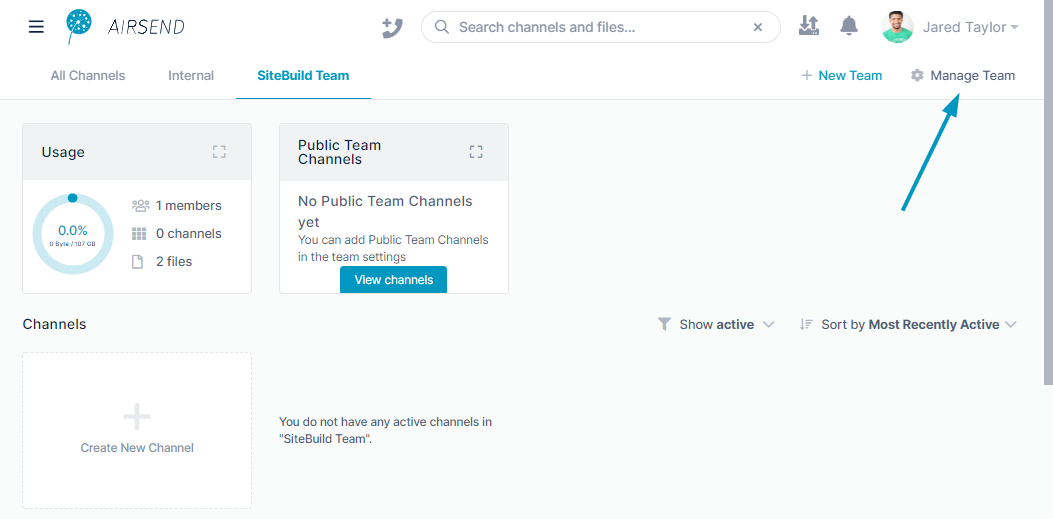 AIRSEND
Search channels and files...
Jared Taylor
All Channels
Internal
SiteBuild Team
New Team
Manage Team
Usage
0.0%
0 Byte / 107 GB
1 members
0 channels
2 files
Public Team
Channels
No Public Team Channels
yet
You can add Public Team Channels
in the team settings
View channels
Channels
Show active
Sort by Most Recently Active
Create New Channel
You do not have any active channels in
"SiteBuild Team".